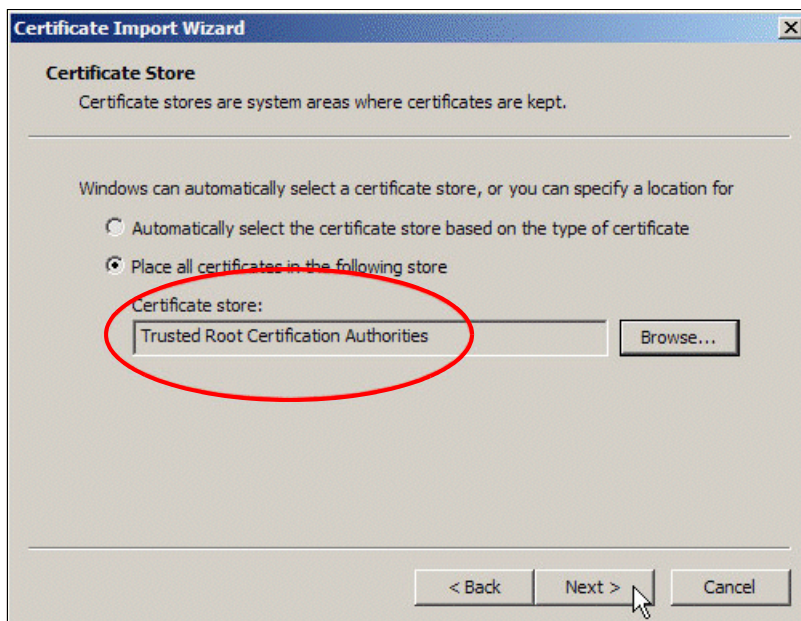 Certificate Import Wizard
Certificate Store
Certificate stores are system areas where certificates are kept.
Windows can automatically select a certificate store, or you can specify a location for
Automatically select the certificate store based on the type of certificate
Place all certificates in the following store
Certificate store:
Trusted Root Certification Authorities
Browse...
< Back
Next >
Cancel